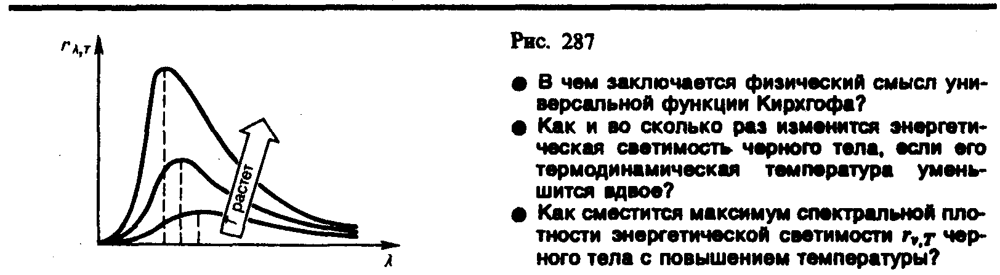 r λ,T
T растет
λ
Рис. 287
● В чем заключается физический смысл уни-
версальной функции Кирхгофа?
● Как и во сколько раз изменится энергети-
ческая светимость черного тела, если его
термодинамическая температура умень-
шится вдвое?
● Как сместится максимум спектральной пло-
тности энергетической светимости r ν,T чер-
ного тела с повышением температуры?